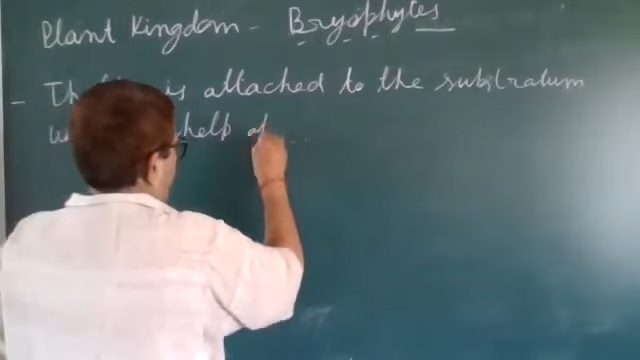 Plant Kingdom - Bryophytes
- Th is attached to the substratum
help of